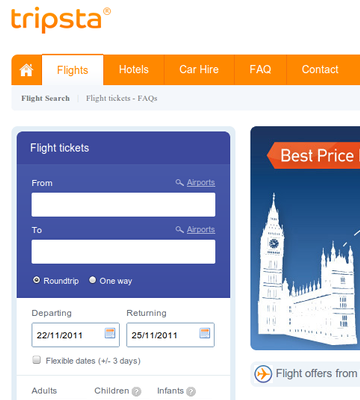 tripsta®
Flights Hotels Car Hire FAQ Contact
Flight Search Flight tickets - FAQs
Flight tickets
From Airports
To Airports
Roundtrip One way
Departing Returning
22/11/2011 25/11/2011
Flexible dates (+/- 3 days)
Adults Children ? Infants ?
Best Price
Flight offers from